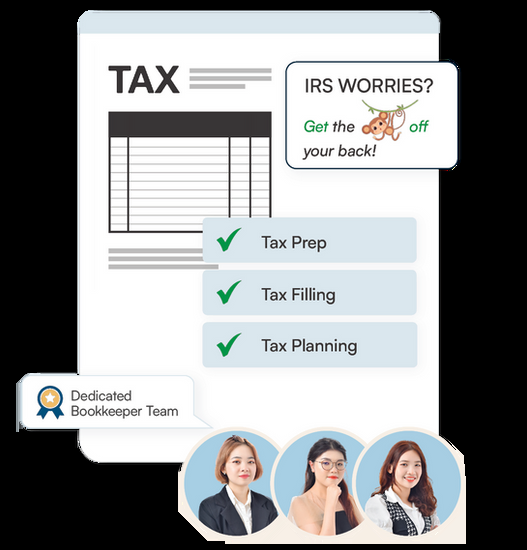 TAX
IRS WORRIES?
Get the off
your back!
Tax Prep
Tax Filling
Tax Planning
Dedicated
Bookkeeper Team